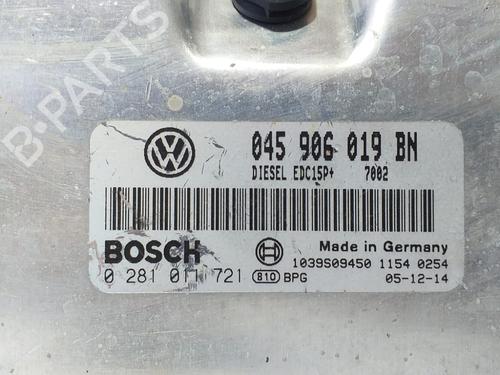 B-PARTS
045 906 019 BN
DIESEL EDC15P+ 7002
BOSCH
Made in Germany
0 281 011 721
1039S09450 1154 0254
810 BPG
05-12-14